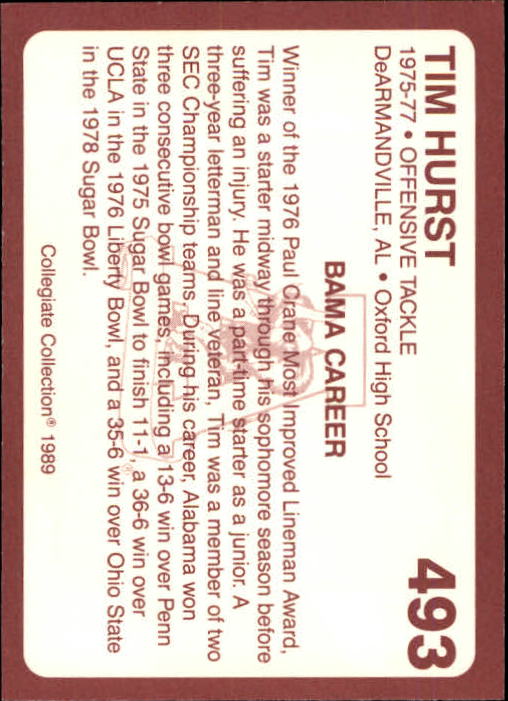 TIM HURST 493
1975-77 • OFFENSIVE TACKLE
DeARMANDVILLE, AL • Oxford High School
BAMA CAREER
Winner of the 1976 Paul Crane Most Improved Lineman Award,
Tim was a starter midway through his sophomore season before
suffering an injury. He was a part-time starter as a junior. A
three-year letterman and line veteran, Tim was a member of two
SEC Championship teams. During his career, Alabama won
three consecutive bowl games, including a 13-6 win over Penn
State in the 1975 Sugar Bowl to finish 11-1, a 36-6 win over
UCLA in the 1976 Liberty Bowl, and a 35-6 win over Ohio State
in the 1978 Sugar Bowl.
Collegiate Collection® 1989